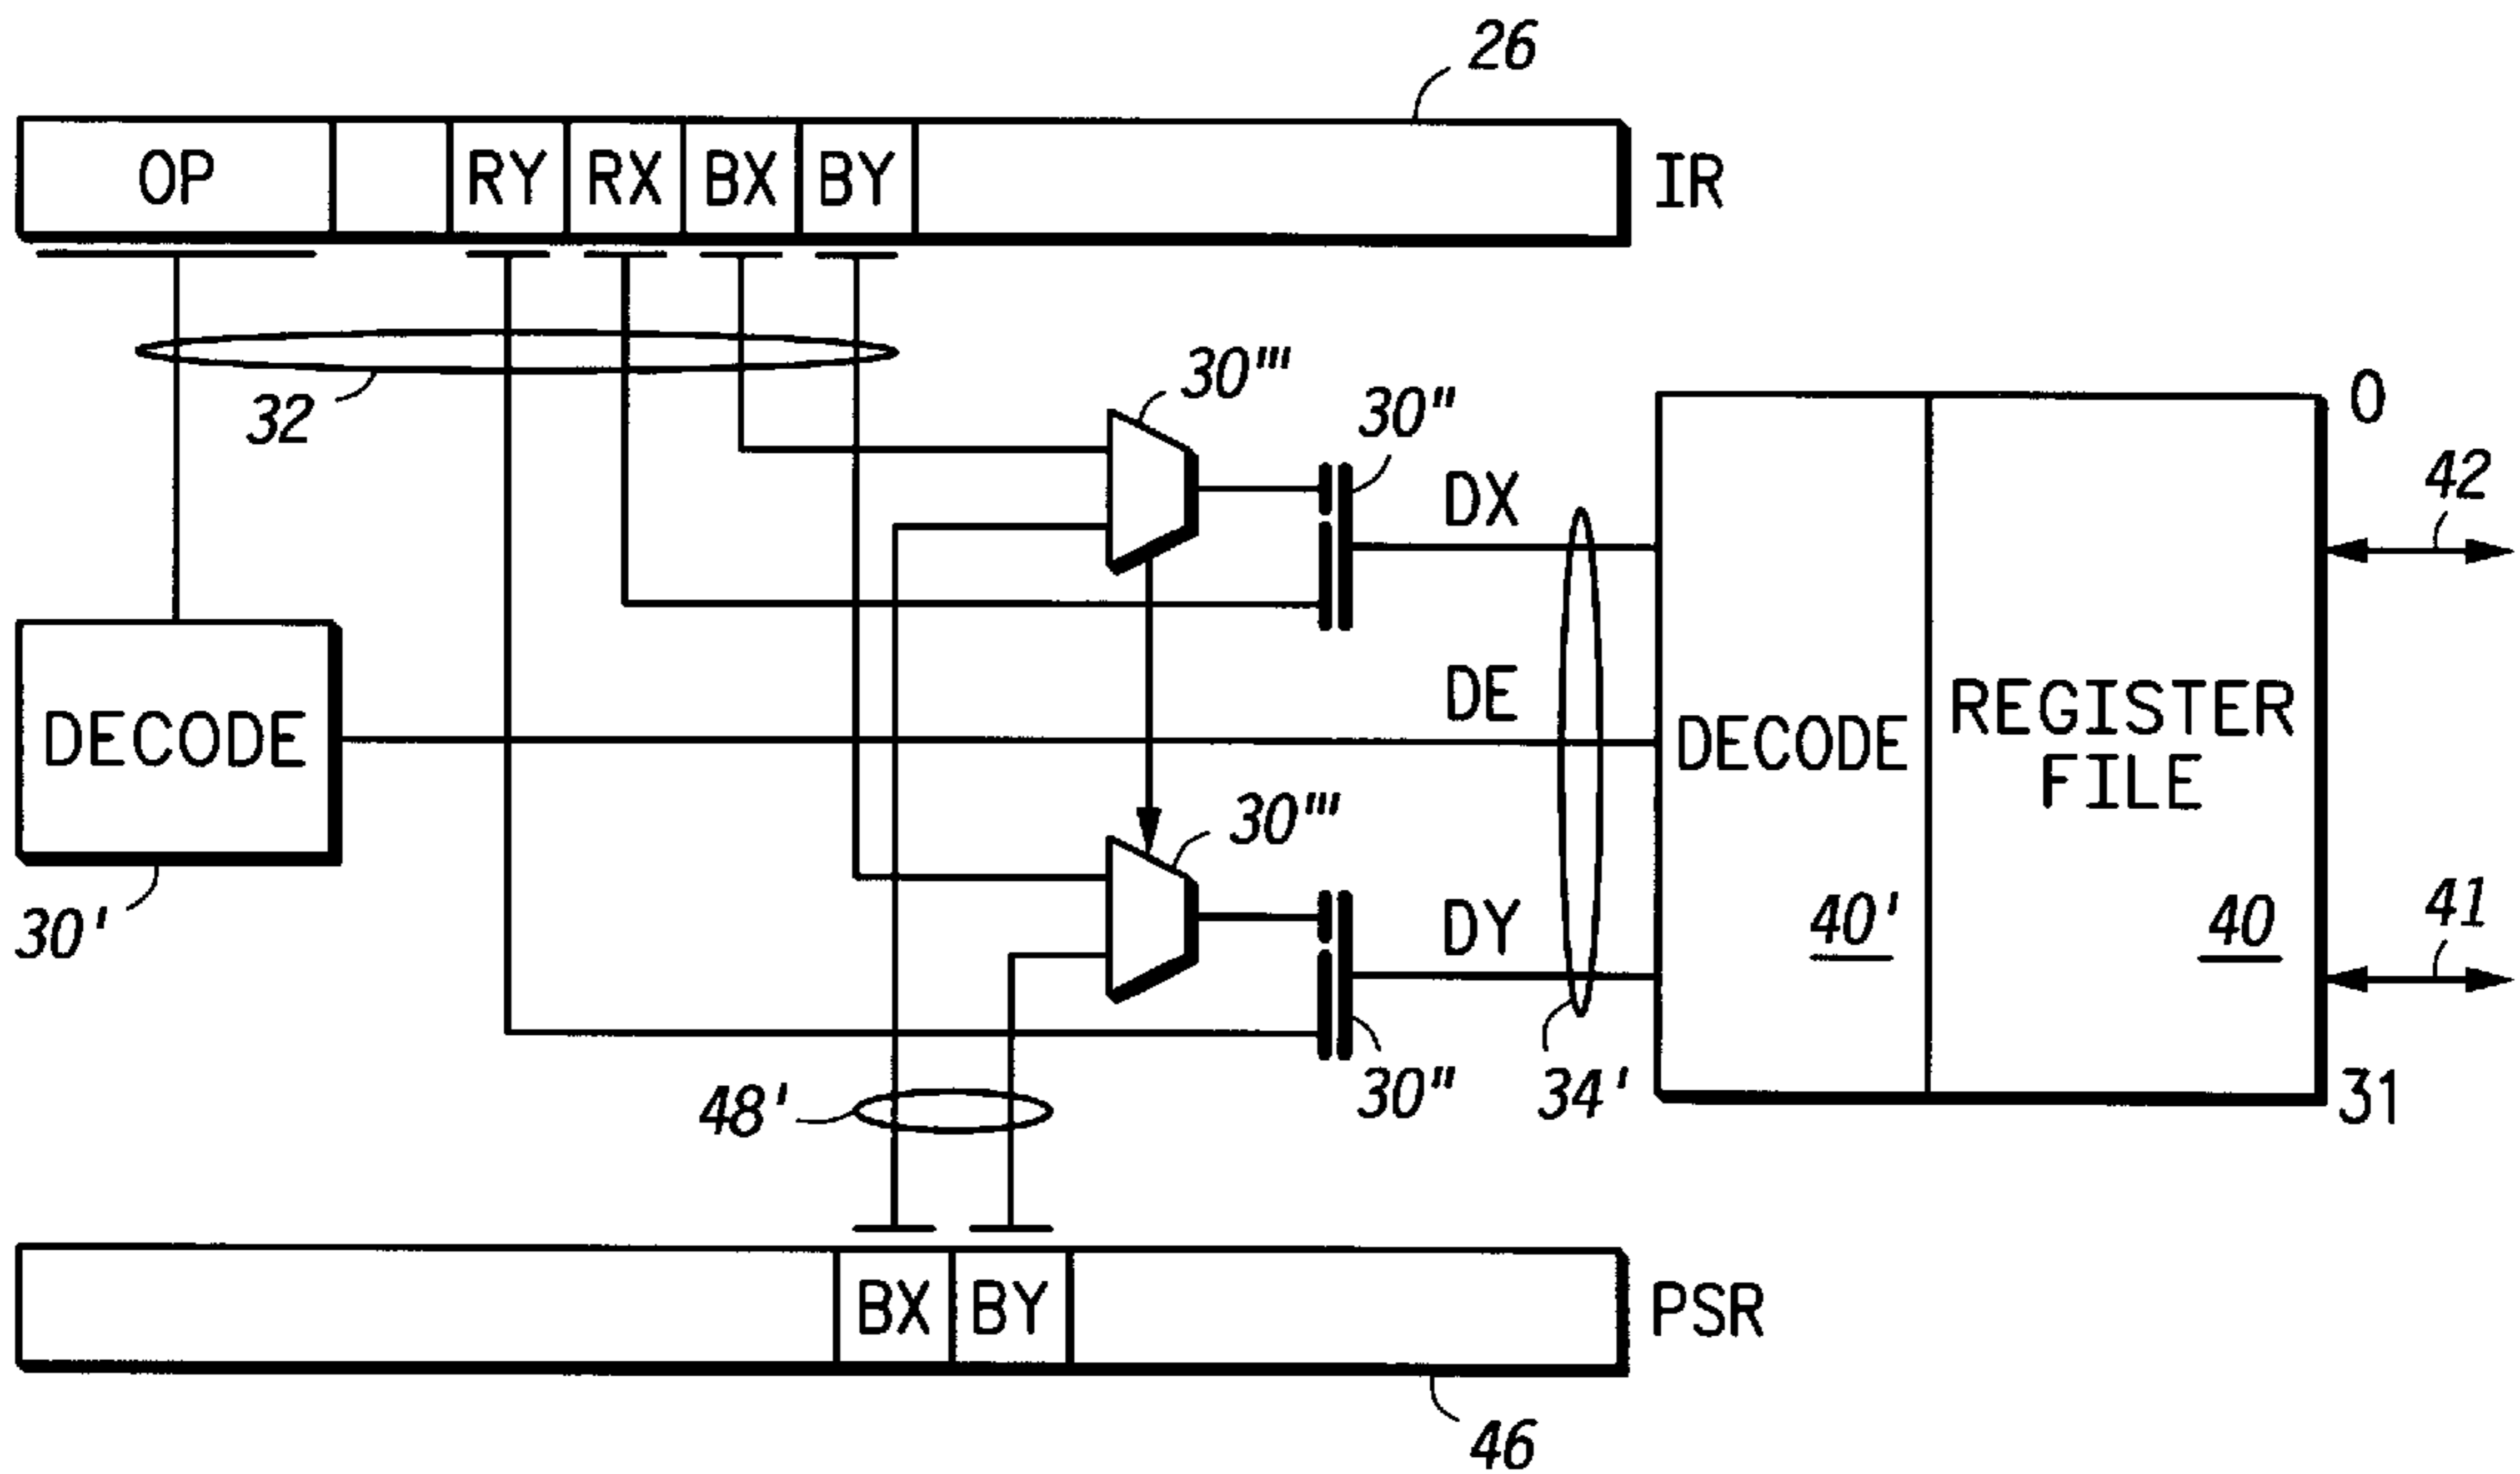 26
OP RY RX BX BY IR
32
30'''
30"
0
DX
42
DE
DECODE
DECODE
REGISTER
FILE
30'''
30'
DY
40'
40
41
48'
30"
34'
31
BX BY PSR
46